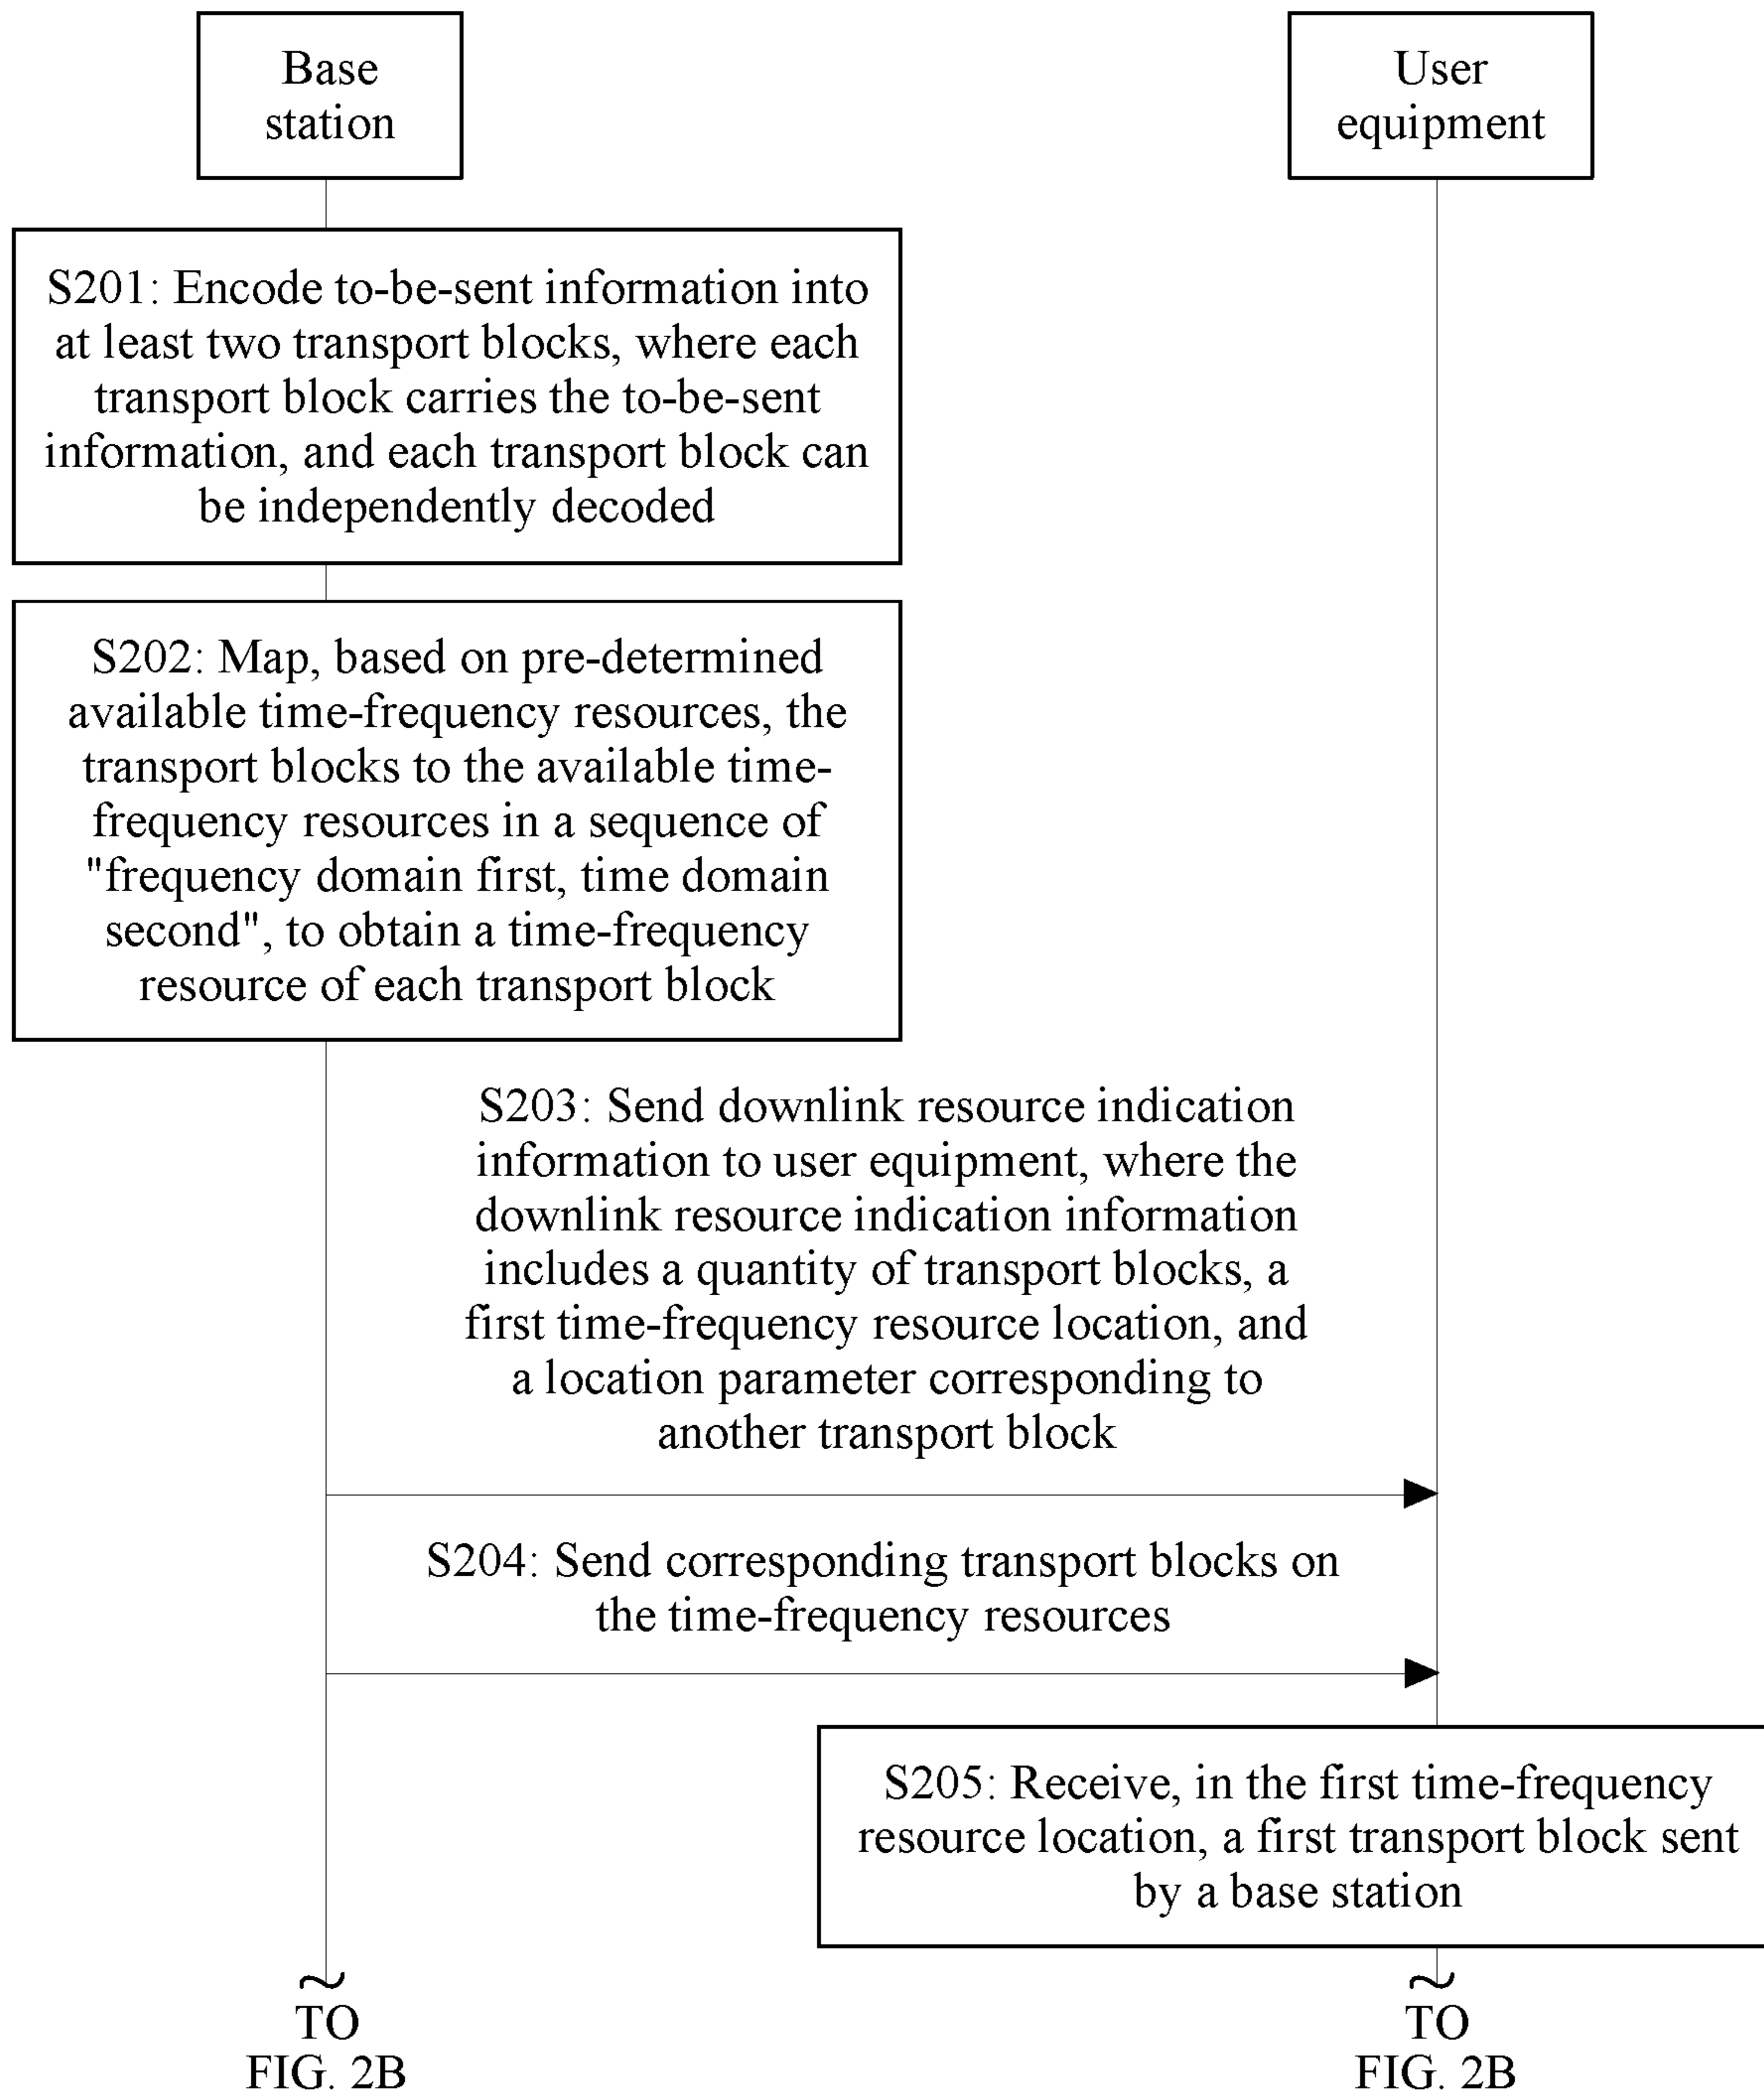 Base
station
User
equipment
S201: Encode to-be-sent information into
at least two transport blocks, where each
transport block carries the to-be-sent
information, and each transport block can
be independently decoded
S202: Map, based on pre-determined
available time-frequency resources, the
transport blocks to the available time-
frequency resources in a sequence of
"frequency domain first, time domain
second", to obtain a time-frequency
resource of each transport block
S203: Send downlink resource indication
information to user equipment, where the
downlink resource indication information
includes a quantity of transport blocks, a
first time-frequency resource location, and
a location parameter corresponding to
another transport block
S204: Send corresponding transport blocks on
the time-frequency resources
S205: Receive, in the first time-frequency
resource location, a first transport block sent
by a base station
TO
FIG. 2B
TO
FIG. 2B